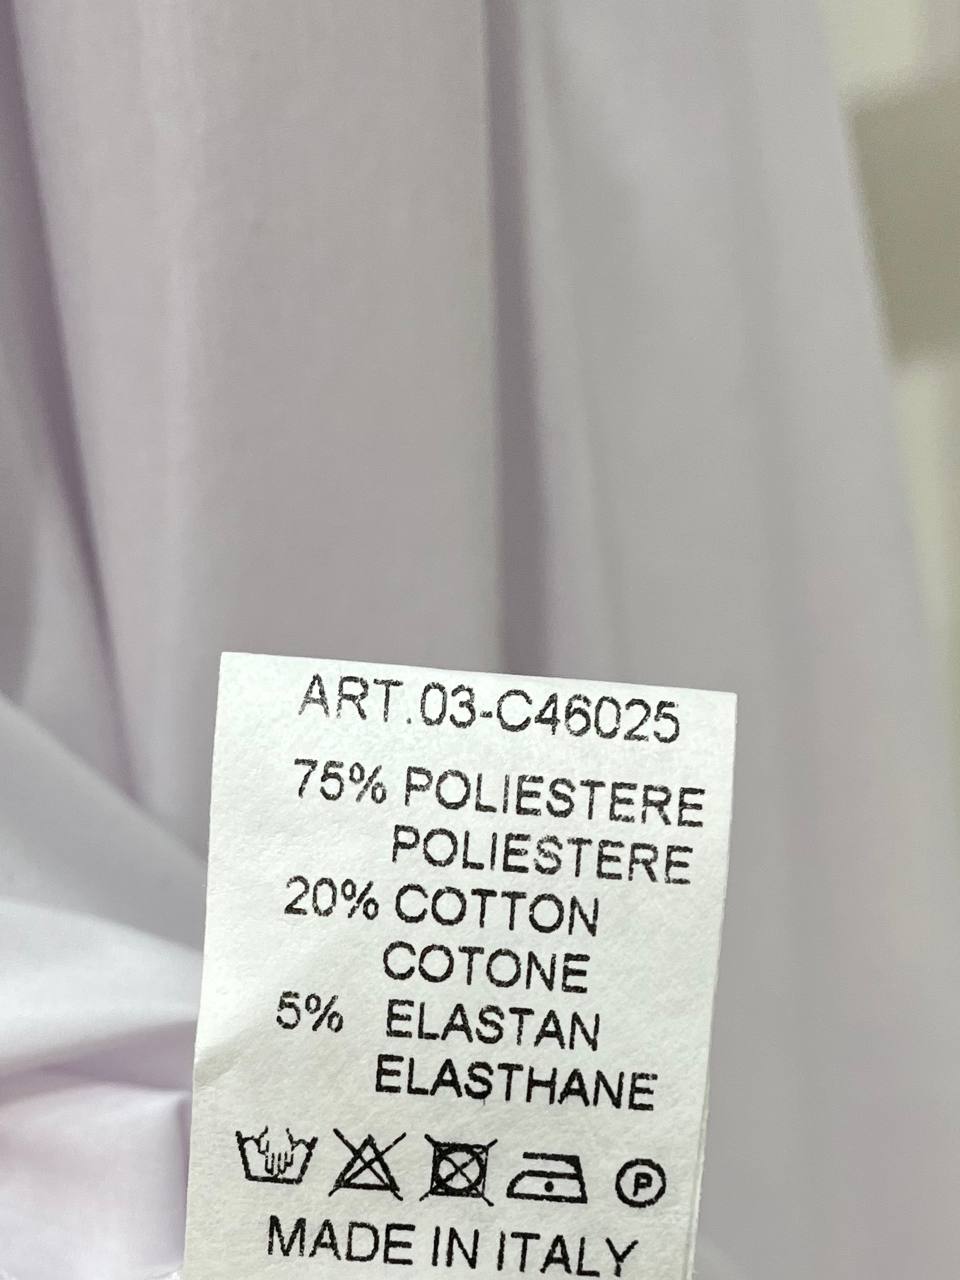 ART.03-C46025
75% POLIESTERE
POLIESTERE
20% COTTON
COTONE
5% ELASTAN
ELASTHANE
P
MADE IN ITALY